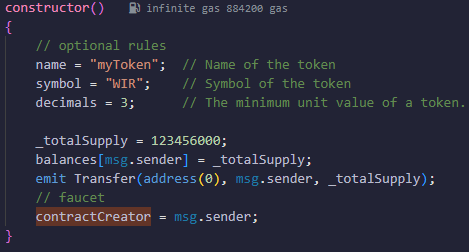 constructor() infinite gas 884200 gas
{
// optional rules
name = "myToken"; // Name of the token
symbol = "WIR"; // Symbol of the token
decimals = 3; // The minimum unit value of a token.
_totalSupply = 123456000;
balances[msg.sender] = _totalSupply;
emit Transfer(address(0), msg.sender, _totalSupply);
// faucet
contractCreator = msg.sender;
}